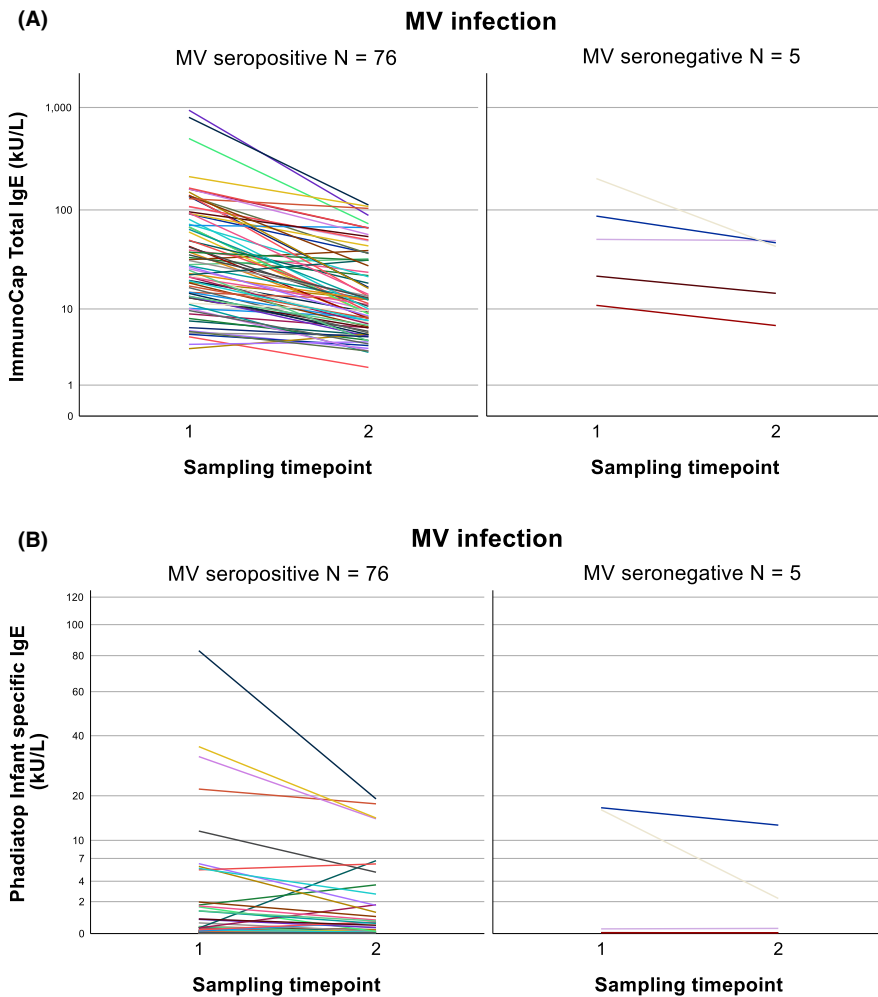 (A)
MV infection
MV seropositive N = 76
MV seronegative N = 5
ImmunoCap Total IgE (kU/L)
1,000
100
10
1
0
1
2
1
2
Sampling timepoint
Sampling timepoint
(B)
MV infection
MV seropositive N = 76
MV seronegative N = 5
Phadiatop Infant specific IgE
(kU/L)
120
100
80
60
40
20
10
7
4
2
0
1
2
1
2
Sampling timepoint
Sampling timepoint